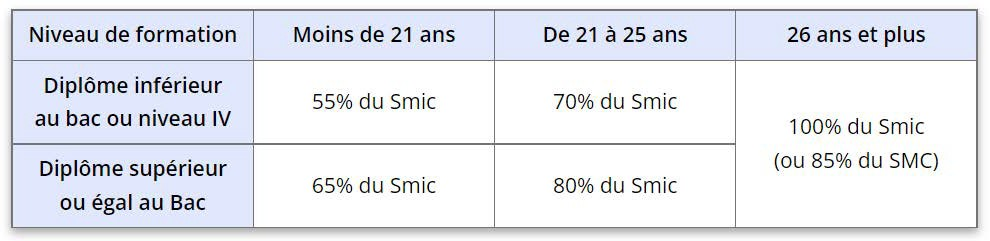 Niveau de formation
Moins de 21 ans
De 21 à 25 ans
26 ans et plus
Diplôme inférieur
au bac ou niveau IV
55% du Smic
70% du Smic
100% du Smic
(ou 85% du SMC)
Diplôme supérieur
ou égal au Bac
65% du Smic
80% du Smic